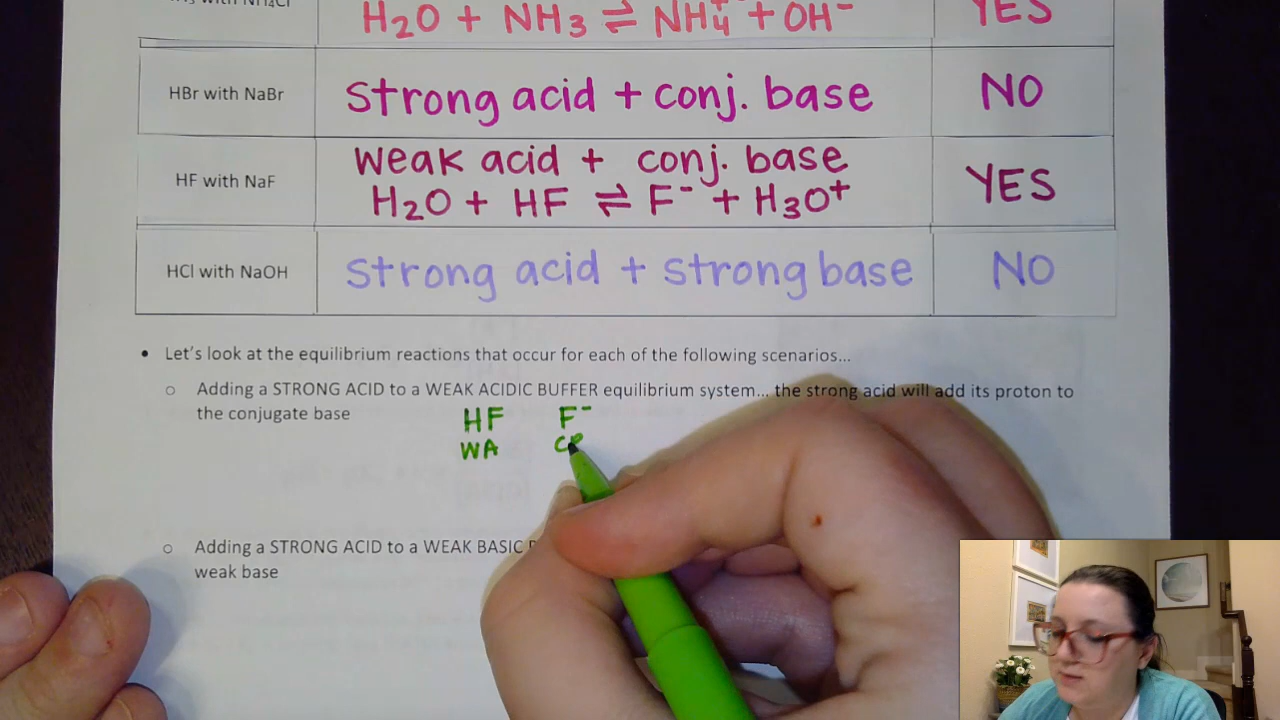 with NH4Cl
H2O + NH3 ⇌ NH4+ + OH-
YES
HBr with NaBr
strong acid + conj. base
NO
HF with NaF
weak acid + conj. base
H2O + HF ⇌ F- + H3O+
YES
HCl with NaOH
strong acid + strong base
NO
• Let's look at the equilibrium reactions that occur for each of the following scenarios...
o Adding a STRONG ACID to a WEAK ACIDIC BUFFER equilibrium system... the strong acid will add its proton to
the conjugate base
HF F-
WA
o Adding a STRONG ACID to a WEAK BASIC
weak base